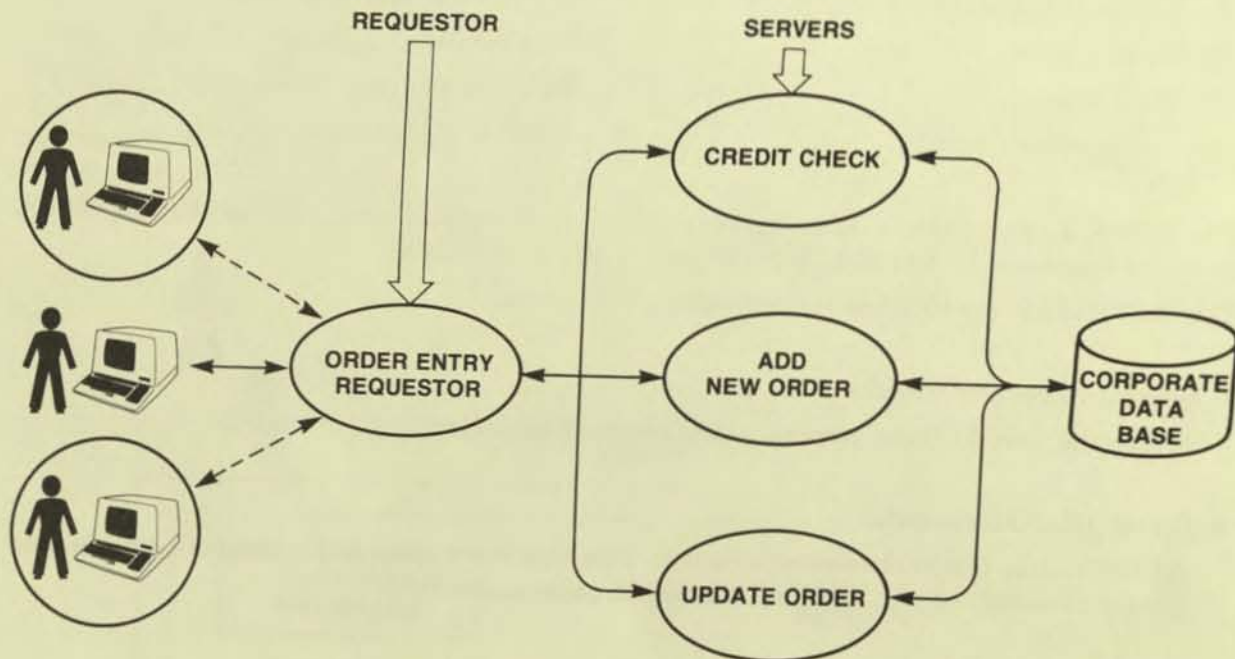 REQUESTOR
SERVERS
CREDIT CHECK
ORDER ENTRY
REQUESTOR
ADD
NEW ORDER
CORPORATE
DATA
BASE
UPDATE ORDER